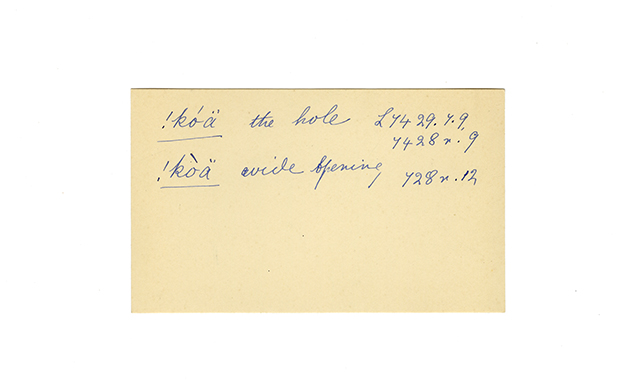 !kóä the hole L7429.7.9,
7428 r. 9
!kòä wide opening 728 r. 12